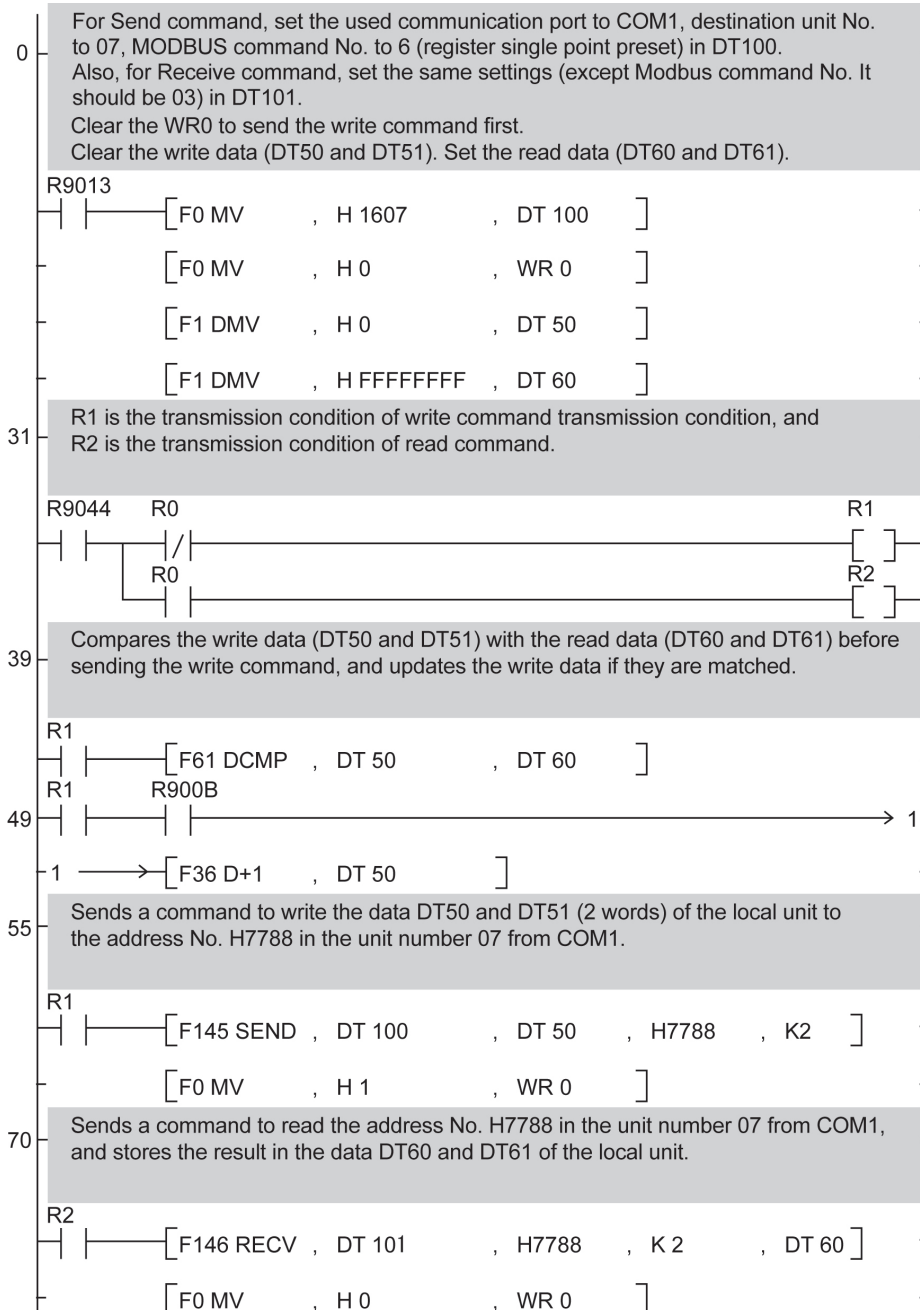 For Send command, set the used communication port to COM1, destination unit No.
0 to 07, MODBUS command No. to 6 (register single point preset) in DT100.
Also, for Receive command, set the same settings (except Modbus command No. It
should be 03) in DT101.
Clear the WR0 to send the write command first.
Clear the write data (DT50 and DT51). Set the read data (DT60 and DT61).
R9013
F0 MV , H 1607 , DT 100
F0 MV , H 0 , WR 0
F1 DMV , H 0 , DT 50
F1 DMV , H FFFFFFFF , DT 60
R1 is the transmission condition of write command transmission condition, and
31 R2 is the transmission condition of read command.
R9044 R0 R1
R0 R2
Compares the write data (DT50 and DT51) with the read data (DT60 and DT61) before
39 sending the write command, and updates the write data if they are matched.
R1
F61 DCMP , DT 50 , DT 60
R1 R900B
49 1
1 F36 D+1 , DT 50
Sends a command to write the data DT50 and DT51 (2 words) of the local unit to
55 the address No. H7788 in the unit number 07 from COM1.
R1
F145 SEND , DT 100 , DT 50 , H7788 , K2
F0 MV , H 1 , WR 0
Sends a command to read the address No. H7788 in the unit number 07 from COM1,
70 and stores the result in the data DT60 and DT61 of the local unit.
R2
F146 RECV , DT 101 , H7788 , K 2 , DT 60
F0 MV , H 0 , WR 0